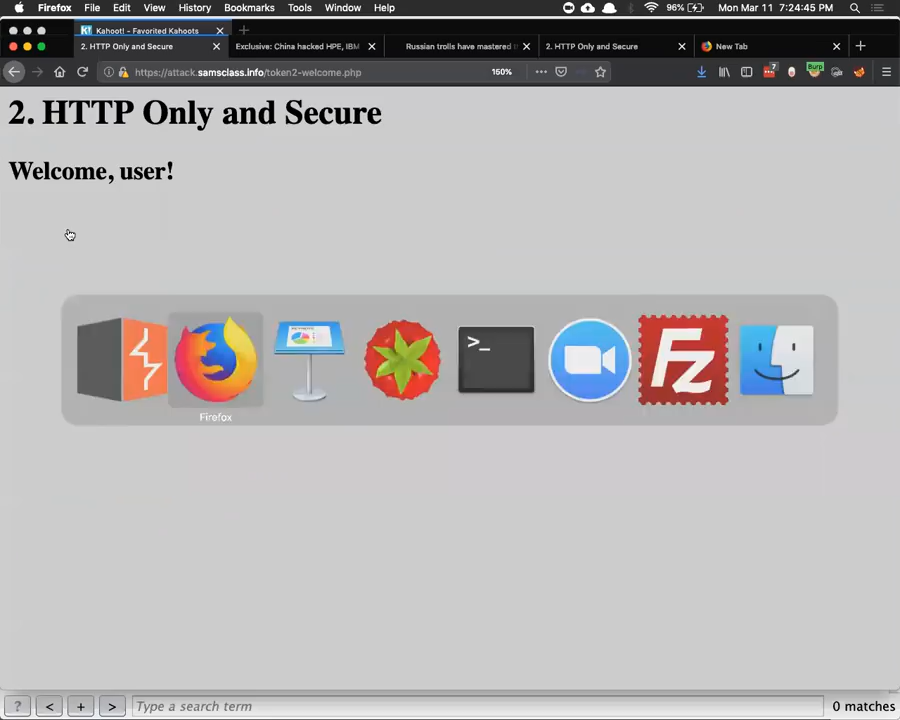 Firefox File Edit View History Bookmarks Tools Window Help 96% Mon Mar 11 7:24:45 PM
K! Kahoot! - Favorited Kahoots
2. HTTP Only and Secure Exclusive: China hacked HPE, IBM Russian trolls have mastered t 2. HTTP Only and Secure New Tab
https://attack.samsclass.info/token2-welcome.php 150% 7 Burp
2. HTTP Only and Secure
Welcome, user!
>_
Fz
Firefox
? < + > Type a search term 0 matches